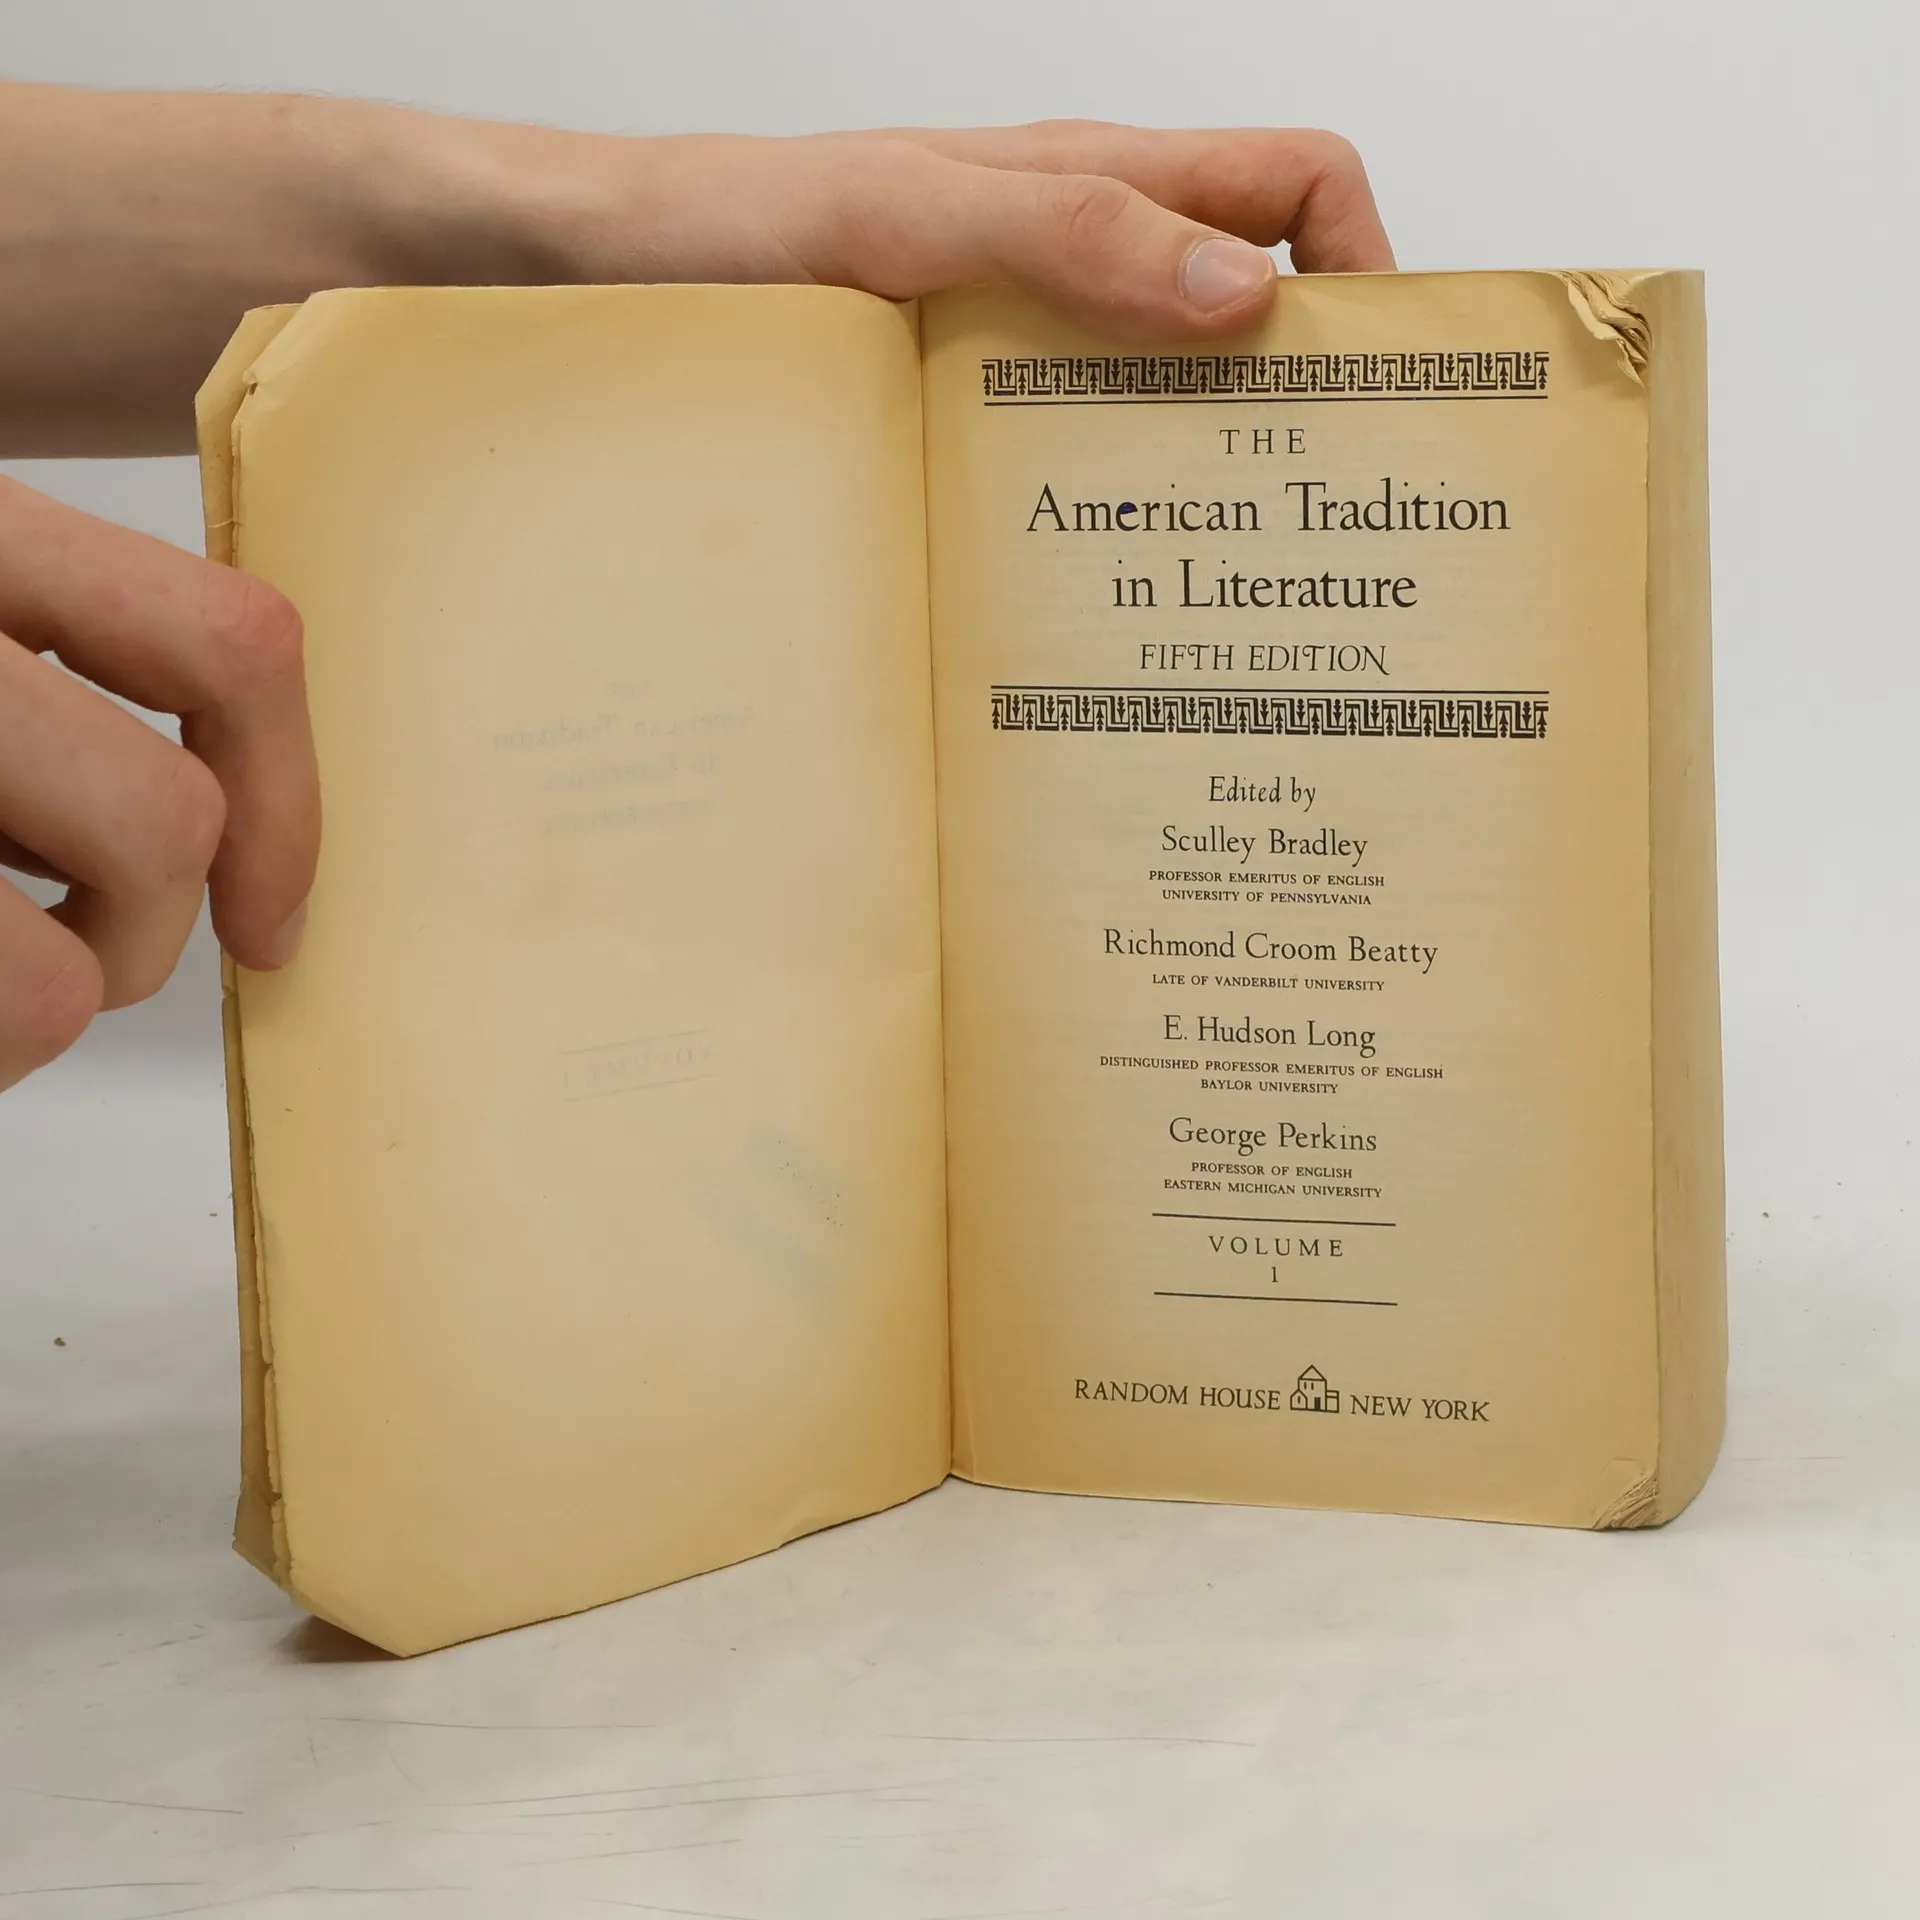 THE
American Tradition
in Literature
FIFTH EDITION
Edited by
Sculley Bradley
PROFESSOR EMERITUS OF ENGLISH
UNIVERSITY OF PENNSYLVANIA
Richmond Croom Beatty
LATE OF VANDERBILT UNIVERSITY
E. Hudson Long
DISTINGUISHED PROFESSOR EMERITUS OF ENGLISH
BAYLOR UNIVERSITY
George Perkins
PROFESSOR OF ENGLISH
EASTERN MICHIGAN UNIVERSITY
VOLUME
1
RANDOM HOUSE NEW YORK